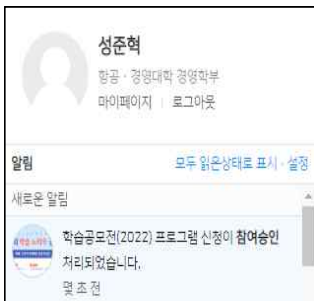 성준혁
항공·경영대학 경영학부
마이페이지 | 로그아웃
알림
모두 읽은상태로 표시 · 설정
새로운 알림
학습공모전(2022) 프로그램 신청이 참여승인
처리되었습니다.
몇 초 전